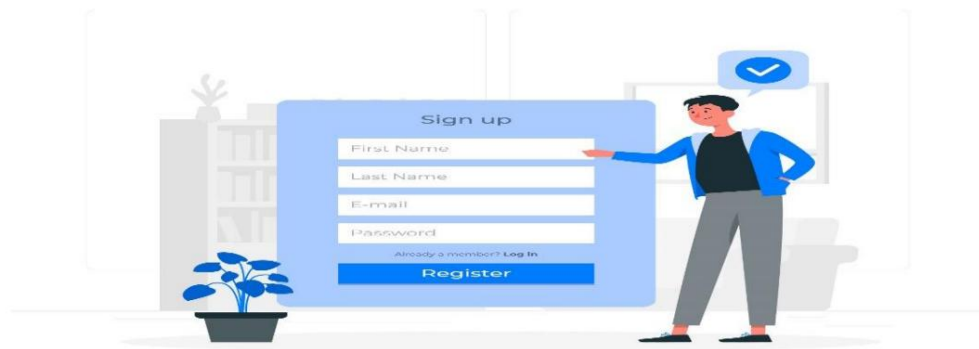 Sign up
First Name
Last Name
E-mail
Password
Already a member? Log In
Register